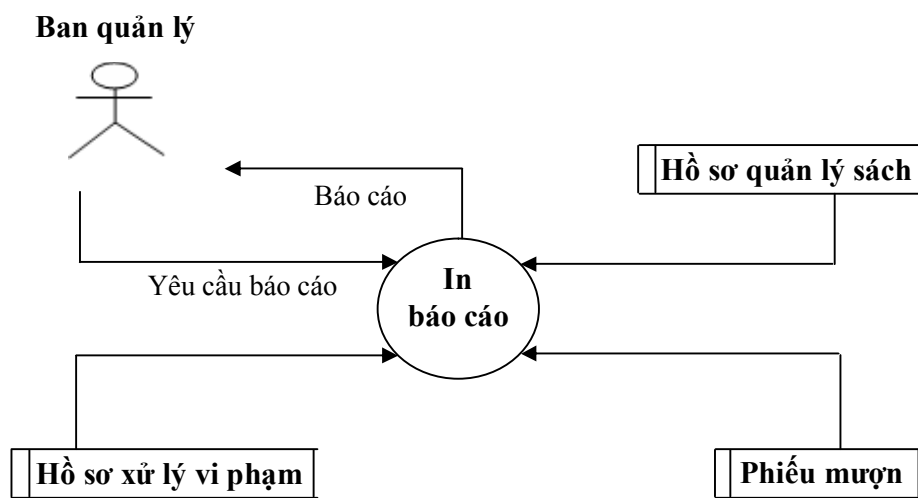 Ban quản lý
Hồ sơ quản lý sách
Báo cáo
Yêu cầu báo cáo
In
báo cáo
Hồ sơ xử lý vi phạm
Phiếu mượn